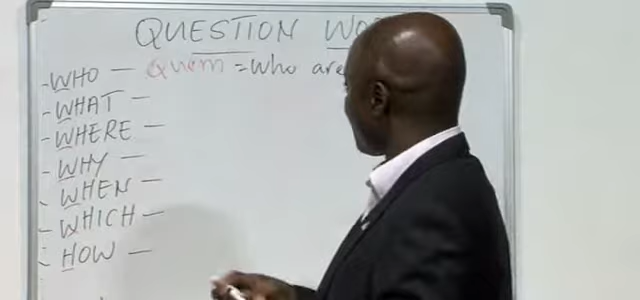 QUESTION WO
- WHO — Quem = Who are
- WHAT —
- WHERE —
- WHY —
- WHEN —
- WHICH —
- HOW —